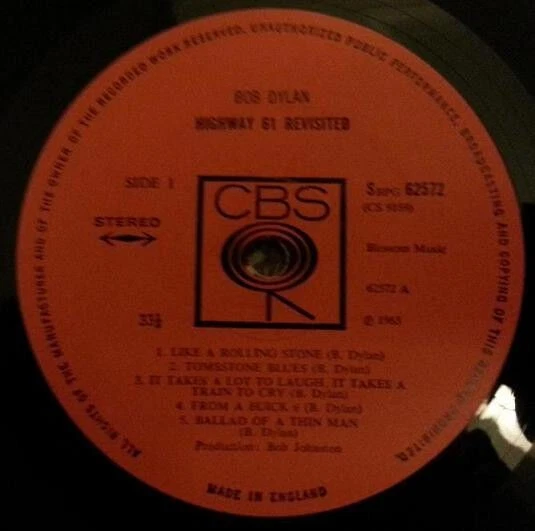 ALL RIGHTS OF THE MANUFACTURER AND OF THE OWNER OF THE RECORDED WORK RESERVED. UNAUTHORIZED PUBLIC PERFORMANCE, BROADCASTING AND COPYING OF THIS RECORD PROHIBITED.
BOB DYLAN
HIGHWAY 61 REVISITED
SIDE 1
CBS
SBPG 62572
(CS 9189)
STEREO
Blossom Music
62572 A
33⅓
℗ 1965
1. LIKE A ROLLING STONE (B. Dylan)
2. TOMBSTONE BLUES (B. Dylan)
3. IT TAKES A LOT TO LAUGH, IT TAKES A
TRAIN TO CRY (B. Dylan)
4. FROM A BUICK 6 (B. Dylan)
5. BALLAD OF A THIN MAN
(B. Dylan)
Production: Bob Johnston
MADE IN ENGLAND